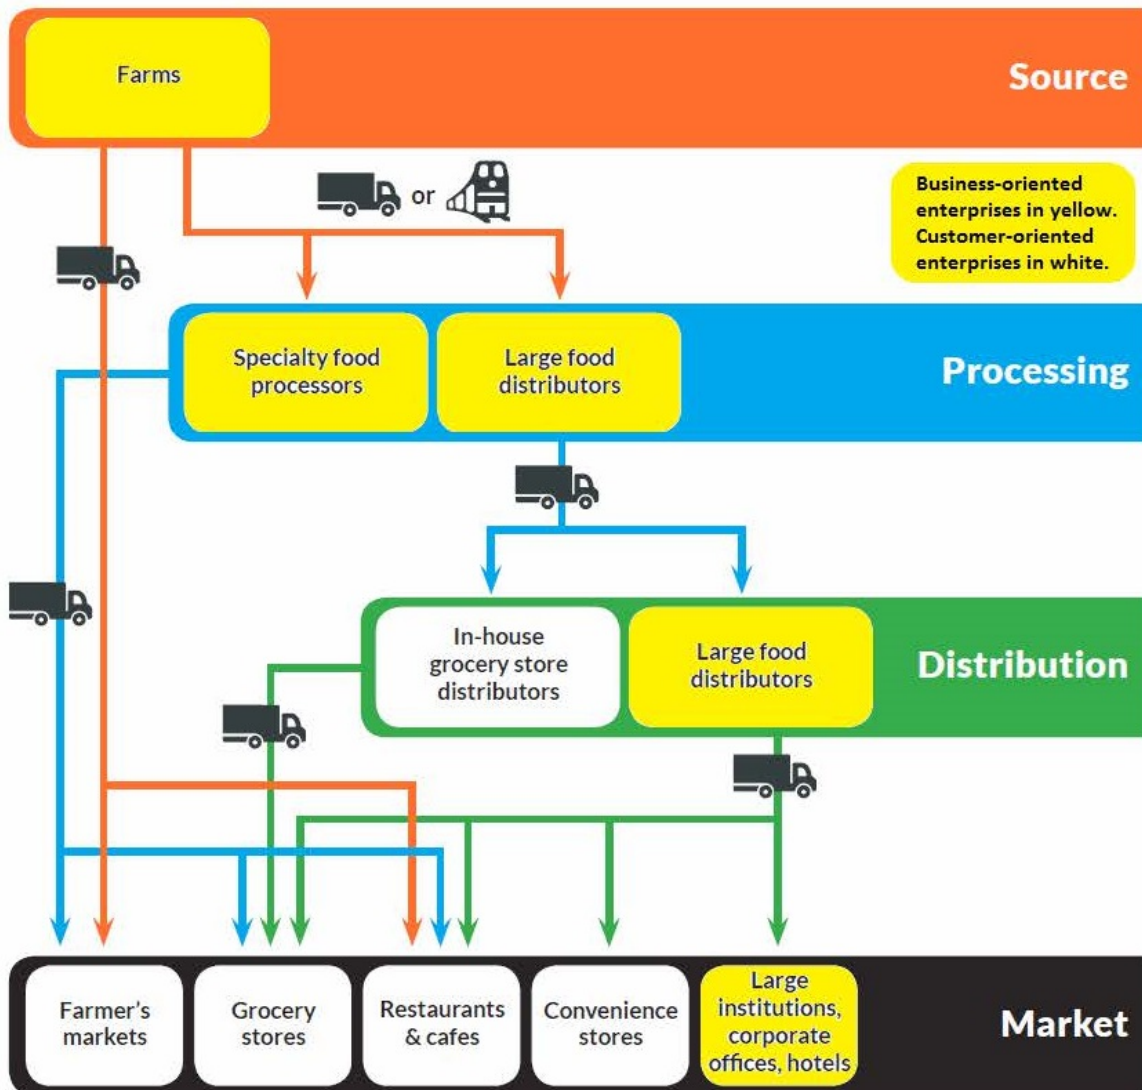 Farms
Source
or
Business-oriented
enterprises in yellow.
Customer-oriented
enterprises in white.
Specialty food
processors
Large food
distributors
Processing
In-house
grocery store
distributors
Large food
distributors
Distribution
Farmer's
markets
Grocery
stores
Restaurants
& cafes
Convenience
stores
Large
institutions,
corporate
offices, hotels
Market